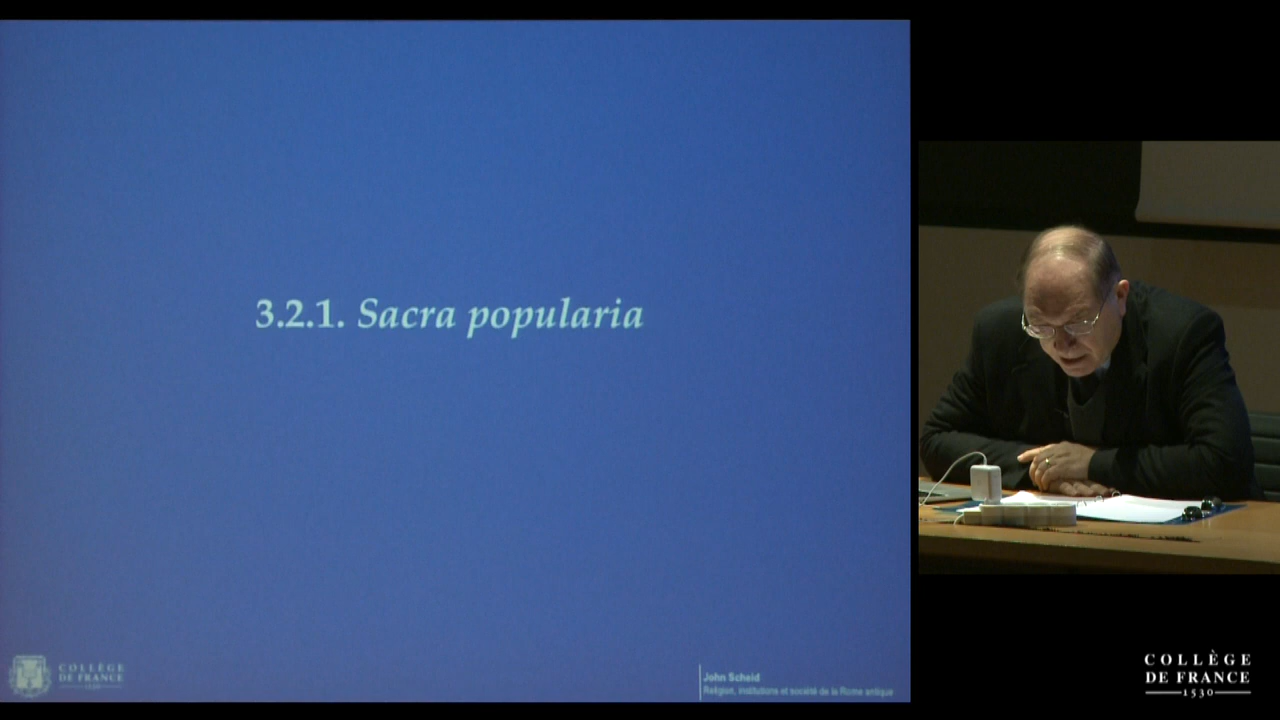 3.2.1. Sacra popularia
COLLÈGE
DE FRANCE
1530
John Scheid
Religion, institutions et société de la Rome antique
COLLÈGE
DE FRANCE
1530